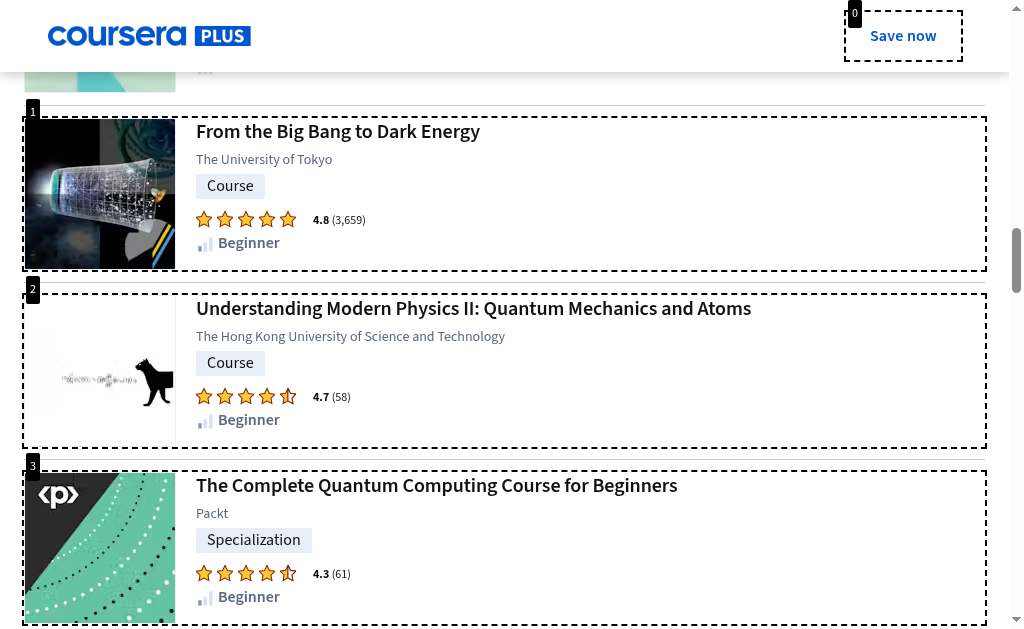 coursera PLUS
0
Save now
1
From the Big Bang to Dark Energy
The University of Tokyo
Course
4.8 (3,659)
Beginner
2
Understanding Modern Physics II: Quantum Mechanics and Atoms
The Hong Kong University of Science and Technology
Course
4.7 (58)
Beginner
3
<p>
The Complete Quantum Computing Course for Beginners
Packt
Specialization
4.3 (61)
Beginner